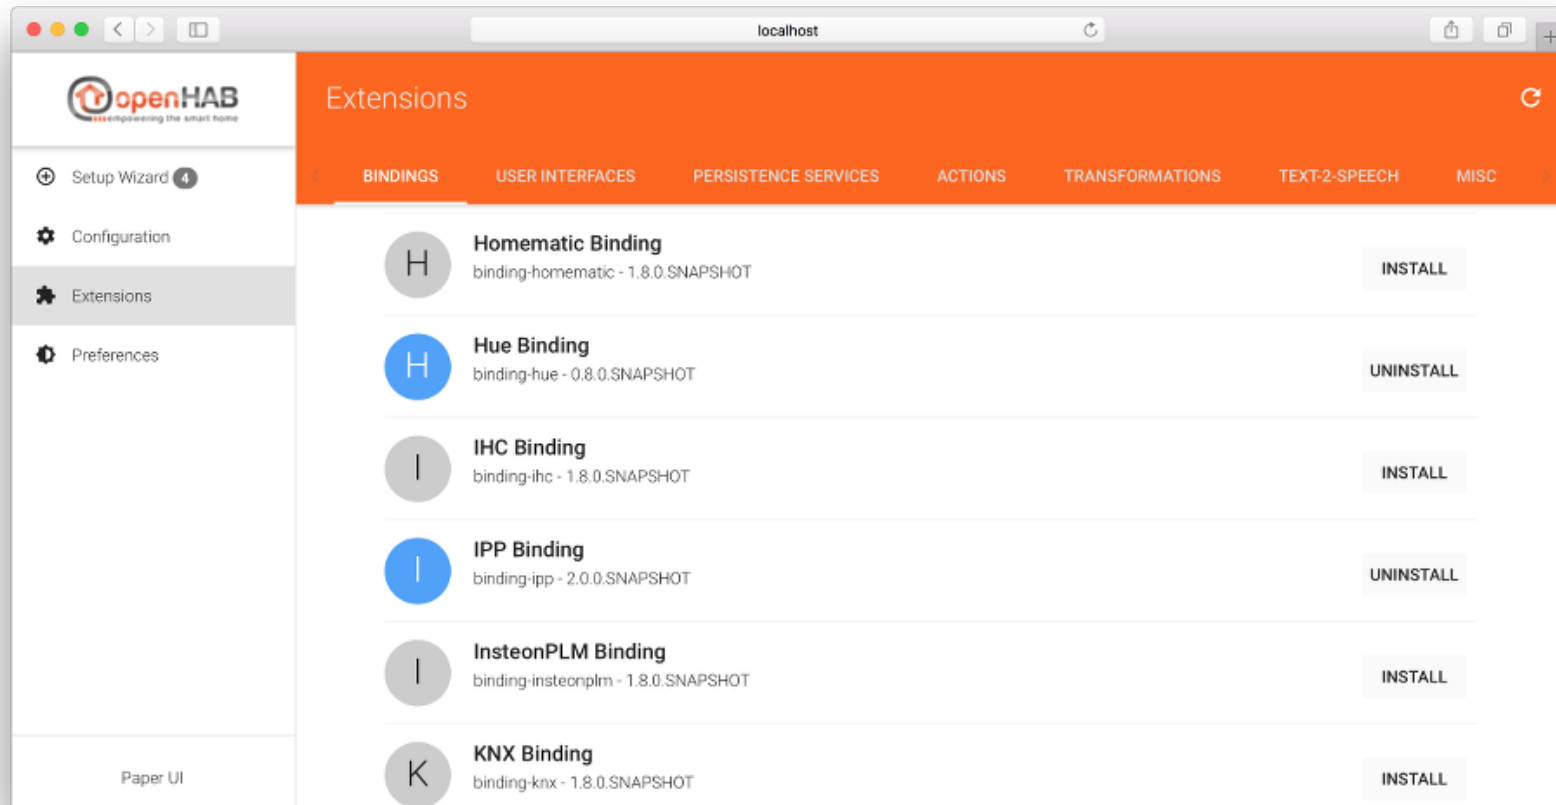 localhost
openHAB
empowering the smart home
Extensions
Setup Wizard 4
BINDINGS USER INTERFACES PERSISTENCE SERVICES ACTIONS TRANSFORMATIONS TEXT-2-SPEECH MISC
Configuration
Extensions
Preferences
H Homematic Binding
binding-homematic - 1.8.0.SNAPSHOT
INSTALL
H Hue Binding
binding-hue - 0.8.0.SNAPSHOT
UNINSTALL
I IHC Binding
binding-ihc - 1.8.0.SNAPSHOT
INSTALL
I IPP Binding
binding-ipp - 2.0.0.SNAPSHOT
UNINSTALL
I InsteonPLM Binding
binding-insteonplm - 1.8.0.SNAPSHOT
INSTALL
K KNX Binding
binding-knx - 1.8.0.SNAPSHOT
INSTALL
Paper UI